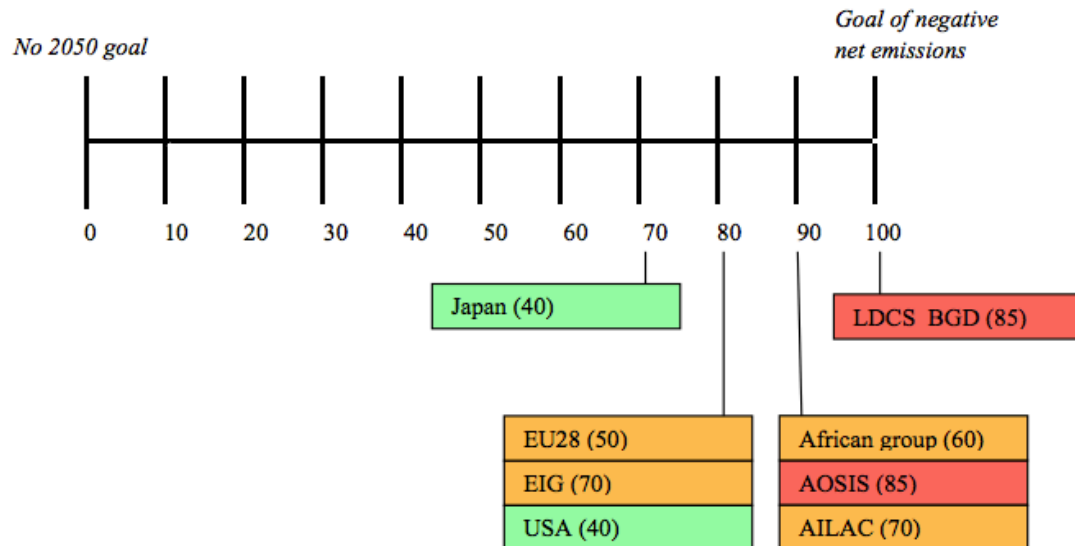 Goal of negative
net emissions
No 2050 goal
0 10 20 30 40 50 60 70 80 90 100
Japan (40)
LDCS BGD (85)
EU28 (50)
EIG (70)
USA (40)
African group (60)
AOSIS (85)
AILAC (70)